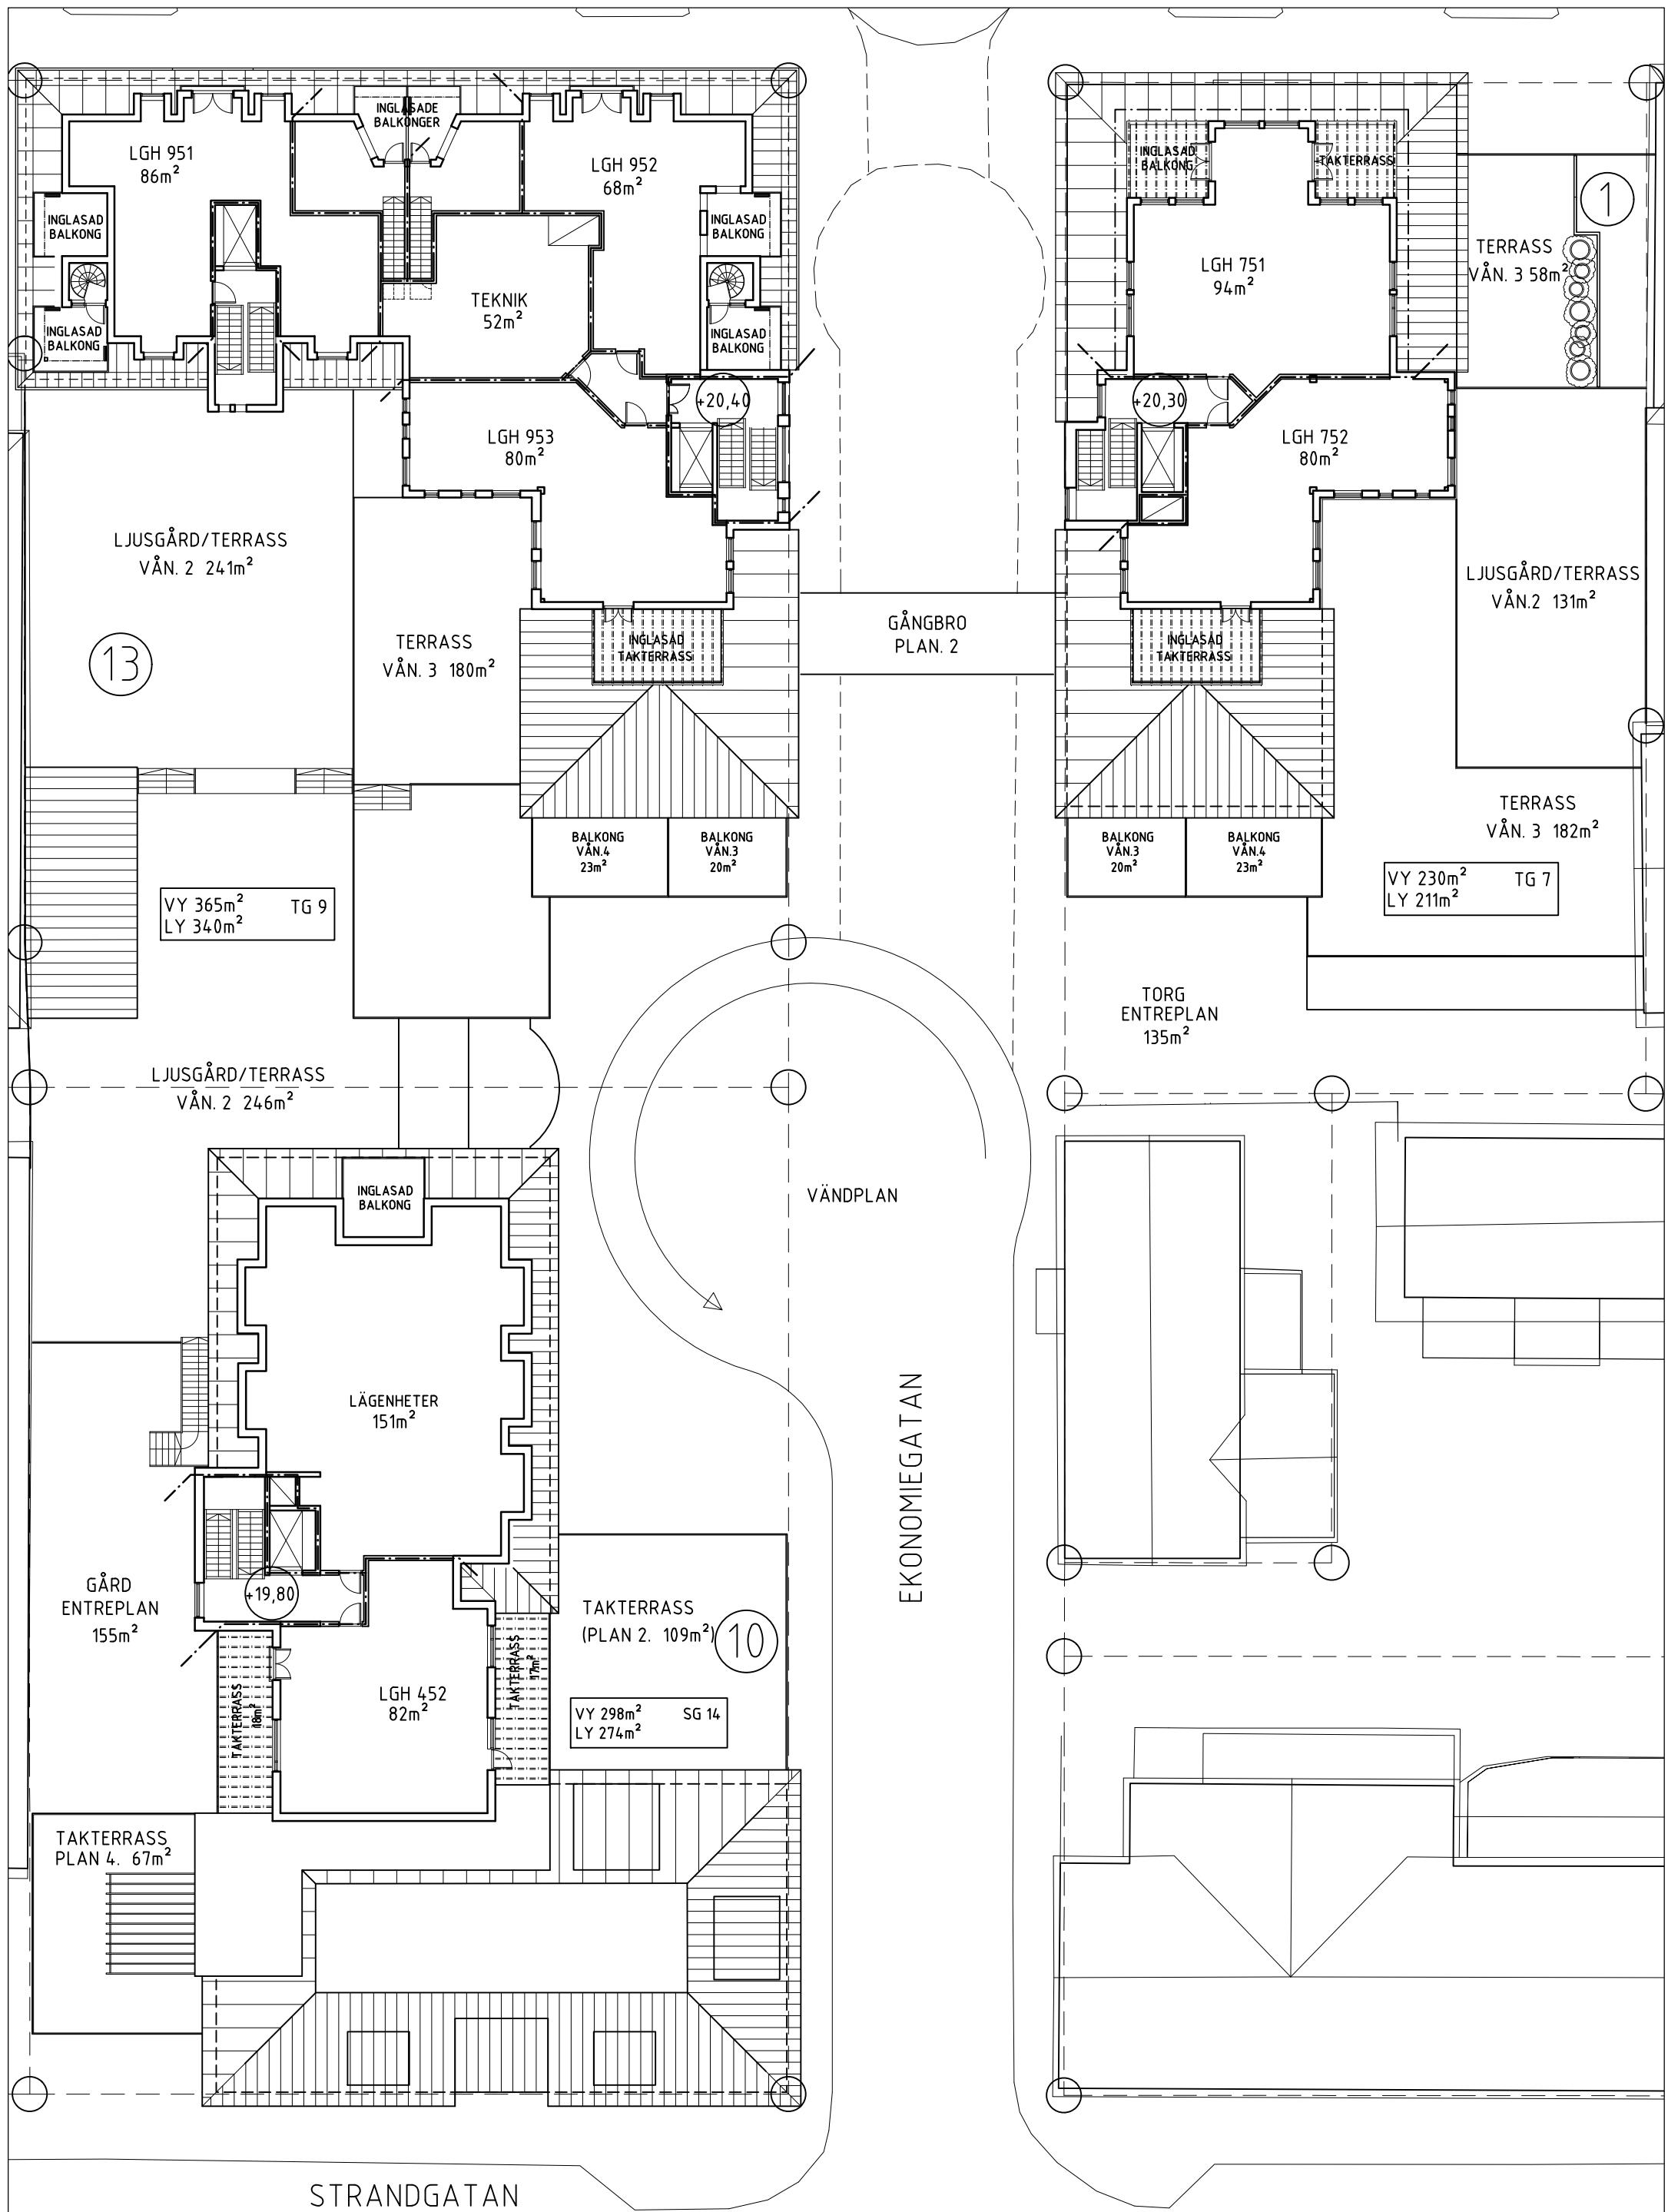 INGLASADE
BALKONGER
LGH 951
86m²
LGH 952
68m²
INGLASAD
BALKONG
INGLASAD
BALKONG
TEKNIK
52m²
INGLASAD
BALKONG
INGLASAD
BALKONG
+20,40
LGH 953
80m²
LJUSGÅRD/TERRASS
VÅN. 2 241m²
13
TERRASS
VÅN. 3 180m²
INGLASAD
TAKTERRASS
GÅNGBRO
PLAN. 2
BALKONG
VÅN.4
23m²
BALKONG
VÅN.3
20m²
VY 365m² TG 9
LY 340m²
INGLASAD
BALKONG
TAKTERRASS
1
TERRASS
VÅN. 3 58m²
LGH 751
94m²
+20,30
LGH 752
80m²
LJUSGÅRD/TERRASS
VÅN.2 131m²
INGLASAD
TAKTERRASS
TERRASS
VÅN. 3 182m²
BALKONG
VÅN.3
20m²
BALKONG
VÅN.4
23m²
VY 230m² TG 7
LY 211m²
TORG
ENTREPLAN
135m²
LJUSGÅRD/TERRASS
VÅN. 2 246m²
INGLASAD
BALKONG
VÄNDPLAN
LÄGENHETER
151m²
EKONOMIEGATAN
GÅRD
ENTREPLAN
155m²
+19,80
TAKTERRASS
(PLAN 2. 109m²)
10
TAKTERRASS
17m²
LGH 452
82m²
TAKTERRASS
18m²
VY 298m² SG 14
LY 274m²
TAKTERRASS
PLAN 4. 67m²
STRANDGATAN